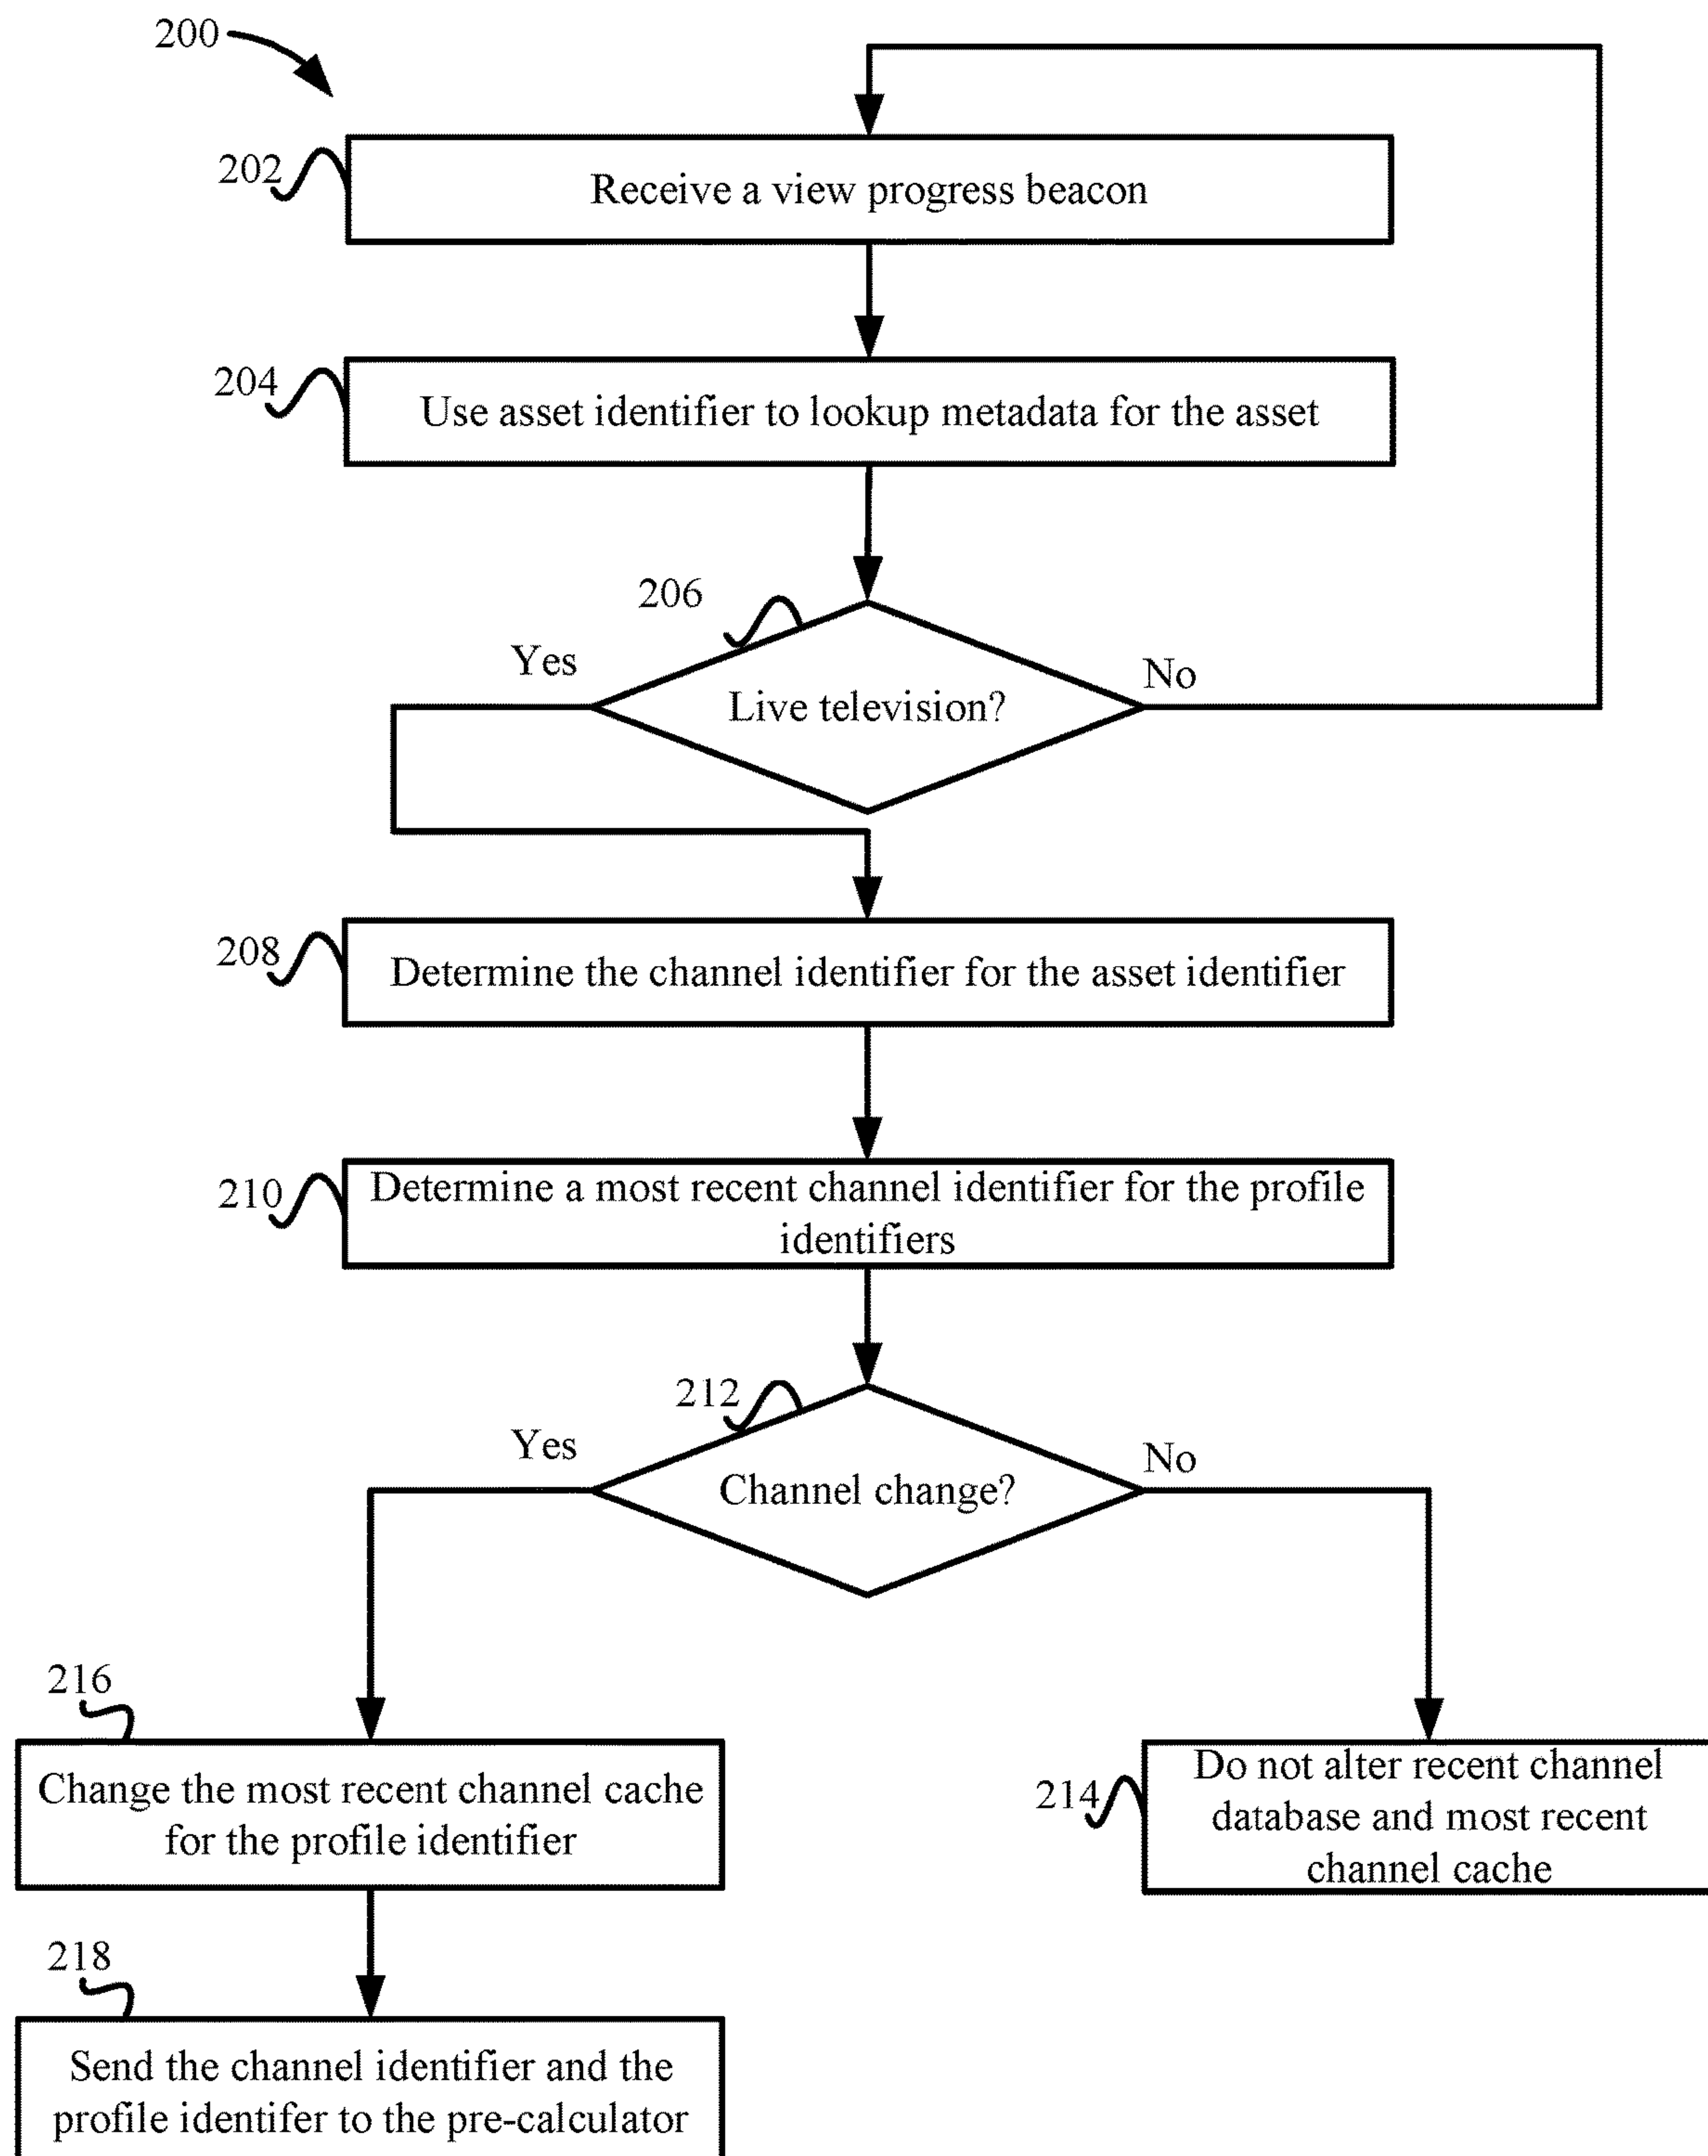 200
202
Receive a view progress beacon
204
Use asset identifier to lookup metadata for the asset
206
Yes
No
Live television?
208
Determine the channel identifier for the asset identifier
210
Determine a most recent channel identifier for the profile
identifiers
212
Yes
No
Channel change?
216
Change the most recent channel cache
for the profile identifier
214
Do not alter recent channel
database and most recent
channel cache
218
Send the channel identifier and the
profile identifer to the pre-calculator